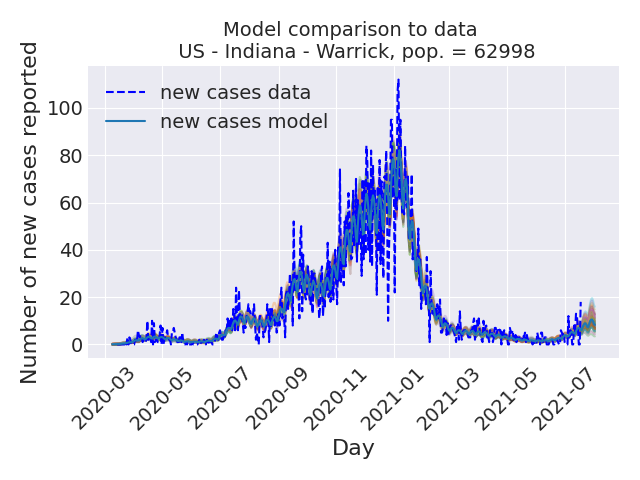 Model comparison to data
US - Indiana - Warrick, pop. = 62998
Number of new cases reported
100
80
60
40
20
0
new cases data
new cases model
2020-03
2020-05
2020-07
2020-09
2020-11
2021-01
2021-03
2021-05
2021-07
Day